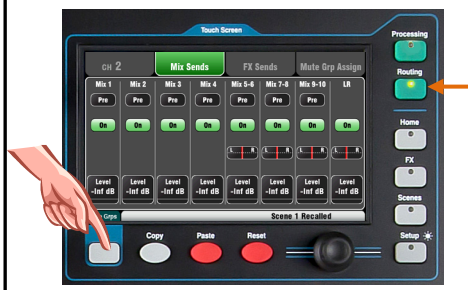 Touch Screen
Processing
CH 2 Mix Sends FX Sends Mute Grp Assign
Routing
Mix 1 Mix 2 Mix 3 Mix 4 Mix 5-6 Mix 7-8 Mix 9-10 LR
Pre Pre Pre Pre Pre Pre Pre
On On On On On On On On
Home
L R L R L R L R
FX
Level Level Level Level Level Level Level Level
-Inf dB -Inf dB -Inf dB -Inf dB -Inf dB -Inf dB -Inf dB -Inf dB
Scenes
Grps Scene 1 Recalled
Copy Paste Reset
Setup